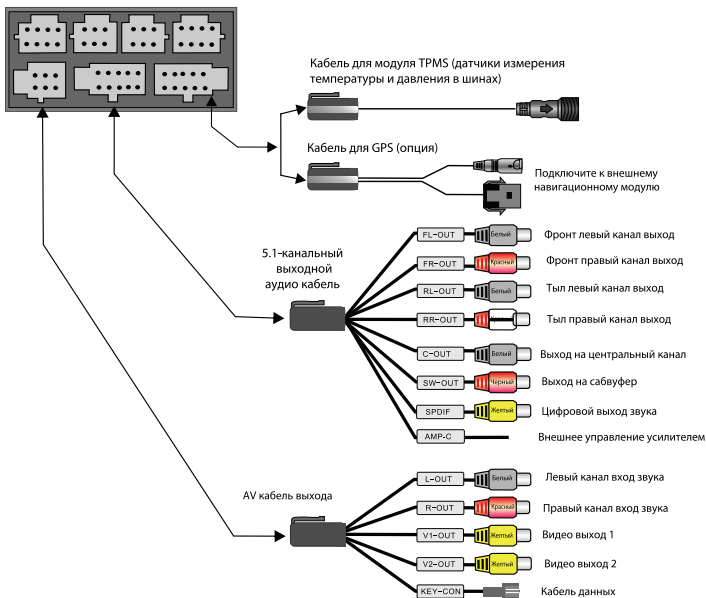 Кабель для модуля TPMS (датчики измерения
температуры и давления в шинах)
Кабель для GPS (опция)
Подключите к внешнему
навигационному модулю
5.1-канальный
выходной
аудио кабель
FL-OUT Белый Фронт левый канал выход
FR-OUT Красный Фронт правый канал выход
RL-OUT Белый Тыл левый канал выход
RR-OUT Тыл правый канал выход
C-OUT Белый Выход на центральный канал
SW-OUT Черный Выход на сабвуфер
SPDIF Желтый Цифровой выход звука
AMP-C Внешнее управление усилителем
AV кабель выхода
L-OUT Белый Левый канал вход звука
R-OUT Красный Правый канал вход звука
V1-OUT Желтый Видео выход 1
V2-OUT Желтый Видео выход 2
KEY-CON Кабель данных